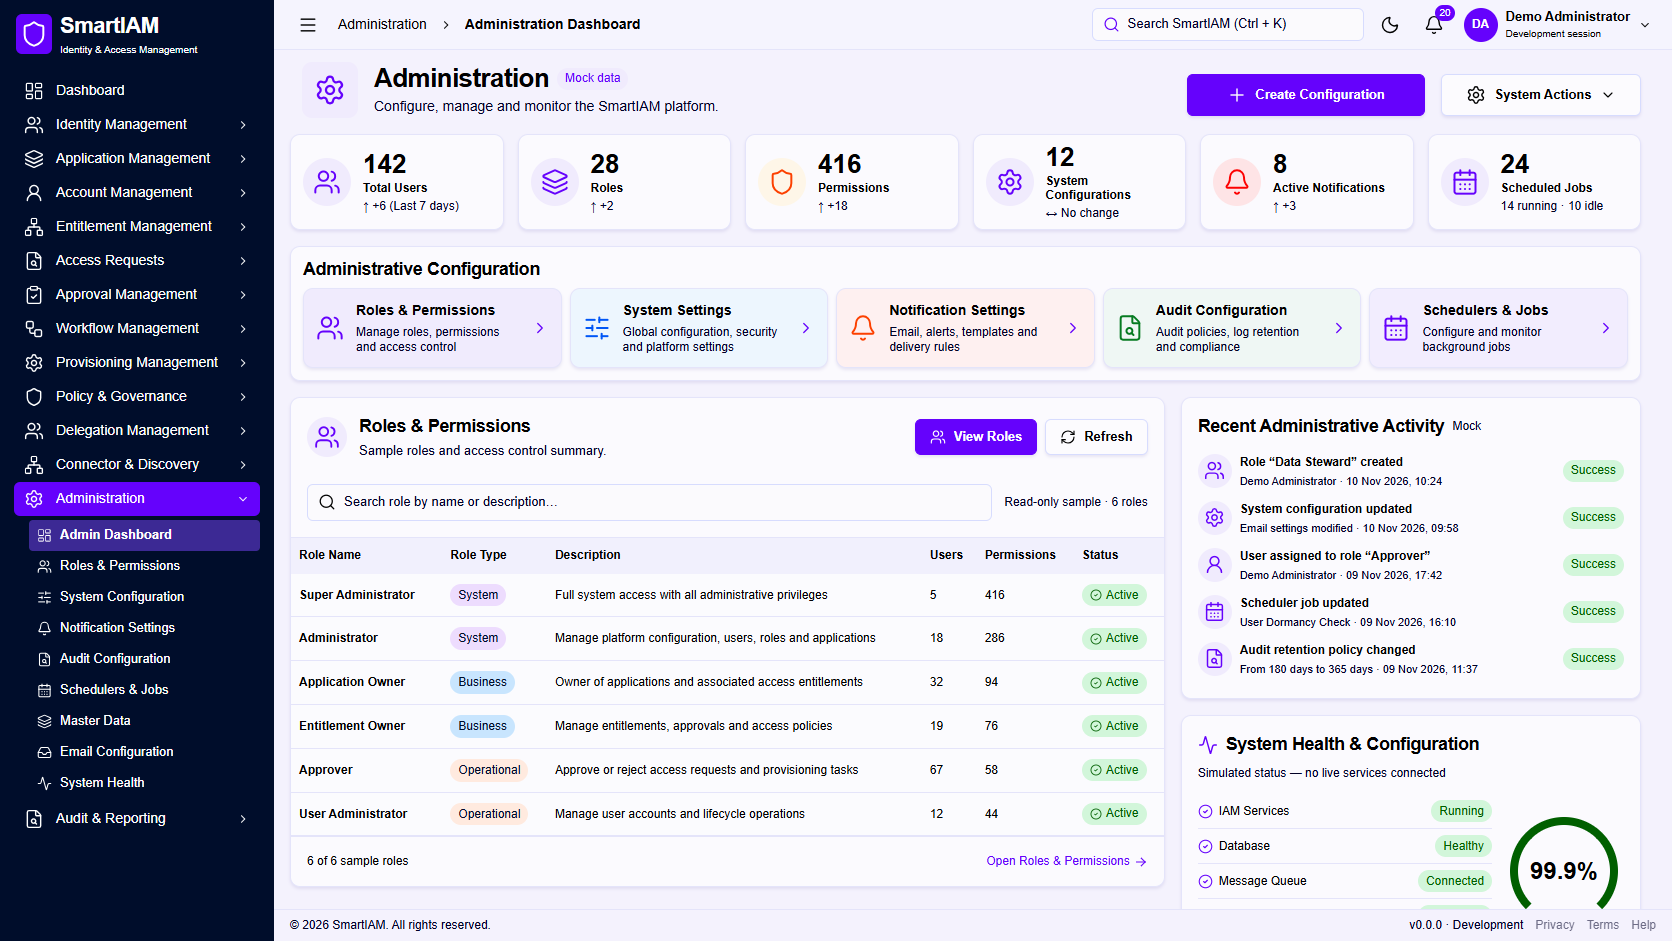 SmartIAM
Identity & Access Management
Dashboard
Identity Management
Application Management
Account Management
Entitlement Management
Access Requests
Approval Management
Workflow Management
Provisioning Management
Policy & Governance
Delegation Management
Connector & Discovery
Administration
Admin Dashboard
Roles & Permissions
System Configuration
Notification Settings
Audit Configuration
Schedulers & Jobs
Master Data
Email Configuration
System Health
Audit & Reporting
Administration > Administration Dashboard
Search SmartIAM (Ctrl + K)
20
DA
Demo Administrator
Development session
Administration Mock data
Configure, manage and monitor the SmartIAM platform.
+ Create Configuration
System Actions
142
Total Users
↑ +6 (Last 7 days)
28
Roles
↑ +2
416
Permissions
↑ +18
12
System
Configurations
↔ No change
8
Active Notifications
↑ +3
24
Scheduled Jobs
14 running · 10 idle
Administrative Configuration
Roles & Permissions
Manage roles, permissions
and access control
System Settings
Global configuration, security
and platform settings
Notification Settings
Email, alerts, templates and
delivery rules
Audit Configuration
Audit policies, log retention
and compliance
Schedulers & Jobs
Configure and monitor
background jobs
Roles & Permissions
Sample roles and access control summary.
View Roles
Refresh
Search role by name or description…
Read-only sample · 6 roles
Role Name Role Type Description Users Permissions Status
Super Administrator System Full system access with all administrative privileges 5 416 Active
Administrator System Manage platform configuration, users, roles and applications 18 286 Active
Application Owner Business Owner of applications and associated access entitlements 32 94 Active
Entitlement Owner Business Manage entitlements, approvals and access policies 19 76 Active
Approver Operational Approve or reject access requests and provisioning tasks 67 58 Active
User Administrator Operational Manage user accounts and lifecycle operations 12 44 Active
6 of 6 sample roles
Open Roles & Permissions →
Recent Administrative Activity Mock
Role “Data Steward” created
Demo Administrator · 10 Nov 2026, 10:24
Success
System configuration updated
Email settings modified · 10 Nov 2026, 09:58
Success
User assigned to role “Approver”
Demo Administrator · 09 Nov 2026, 17:42
Success
Scheduler job updated
User Dormancy Check · 09 Nov 2026, 16:10
Success
Audit retention policy changed
From 180 days to 365 days · 09 Nov 2026, 11:37
Success
System Health & Configuration
Simulated status — no live services connected
IAM Services Running
Database Healthy
Message Queue Connected
99.9%
© 2026 SmartIAM. All rights reserved.
v0.0.0 · Development Privacy Terms Help